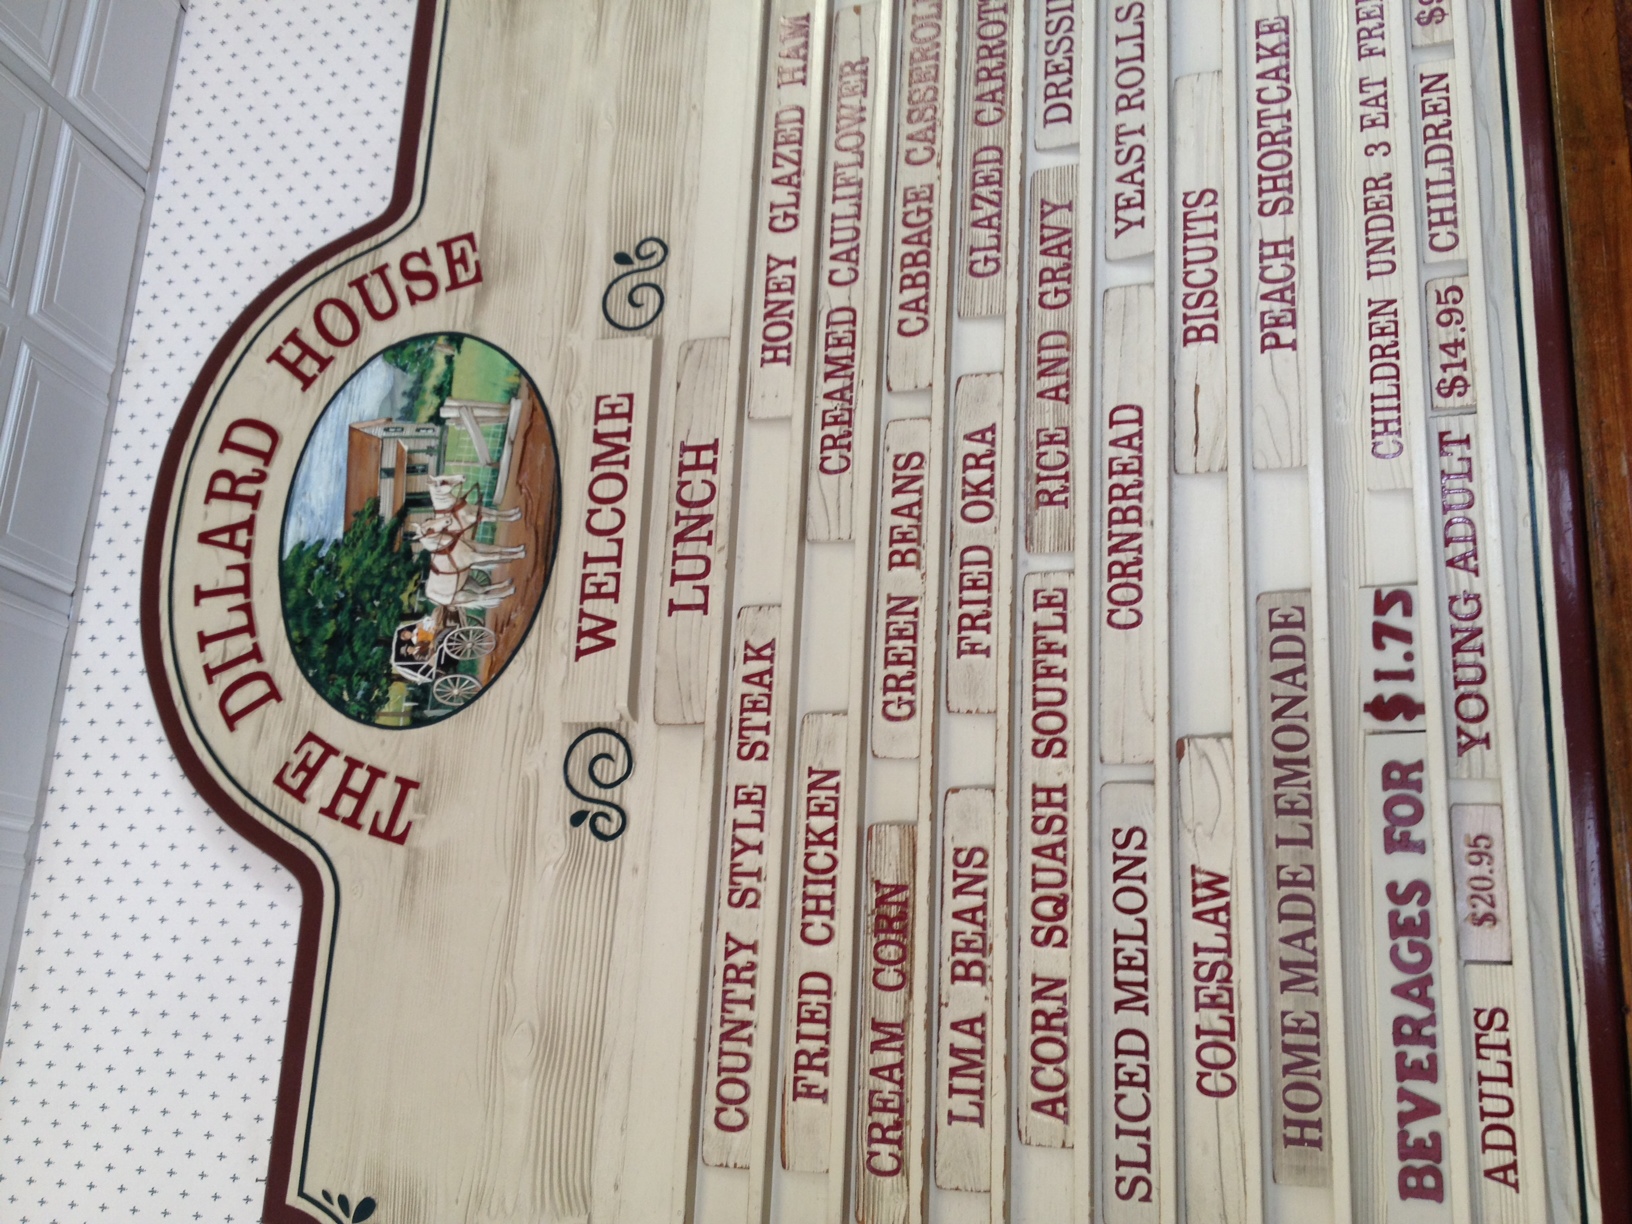 THE DILLARD HOUSE
WELCOME
LUNCH
COUNTRY STYLE STEAK HONEY GLAZED HAM
FRIED CHICKEN CREAMED CAULIFLOWER
CREAM CORN GREEN BEANS CABBAGE CASSEROL
LIMA BEANS FRIED OKRA GLAZED CARROT
ACORN SQUASH SOUFFLE RICE AND GRAVY DRESSI
SLICED MELONS CORNBREAD YEAST ROLLS
COLESLAW BISCUITS
HOME MADE LEMONADE PEACH SHORTCAKE
BEVERAGES FOR $1.75 CHILDREN UNDER 3 EAT FREE
ADULTS $20.95 YOUNG ADULT $14.95 CHILDREN